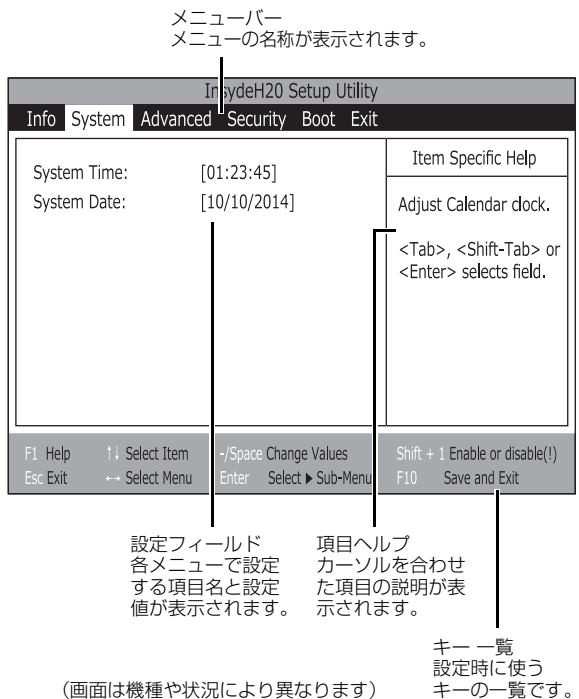 メニューバー
メニューの名称が表示されます。
InsydeH20 Setup Utility
Info System Advanced Security Boot Exit
System Time: [01:23:45]
System Date: [10/10/2014]
Item Specific Help
Adjust Calendar clock.
<Tab>, <Shift-Tab> or
<Enter> selects field.
F1 Help ↑↓ Select Item -/Space Change Values Shift + 1 Enable or disable(!)
Esc Exit ←→ Select Menu Enter Select ▶ Sub-Menu F10 Save and Exit
設定フィールド
各メニューで設定
する項目名と設定
値が表示されます。
項目ヘルプ
カーソルを合わせ
た項目の説明が表
示されます。
キー 一覧
設定時に使う
キーの一覧です。
(画面は機種や状況により異なります)